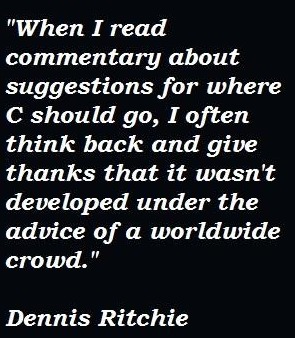 "When I read
commentary about
suggestions for where
C should go, I often
think back and give
thanks that it wasn't
developed under the
advice of a worldwide
crowd."
Dennis Ritchie